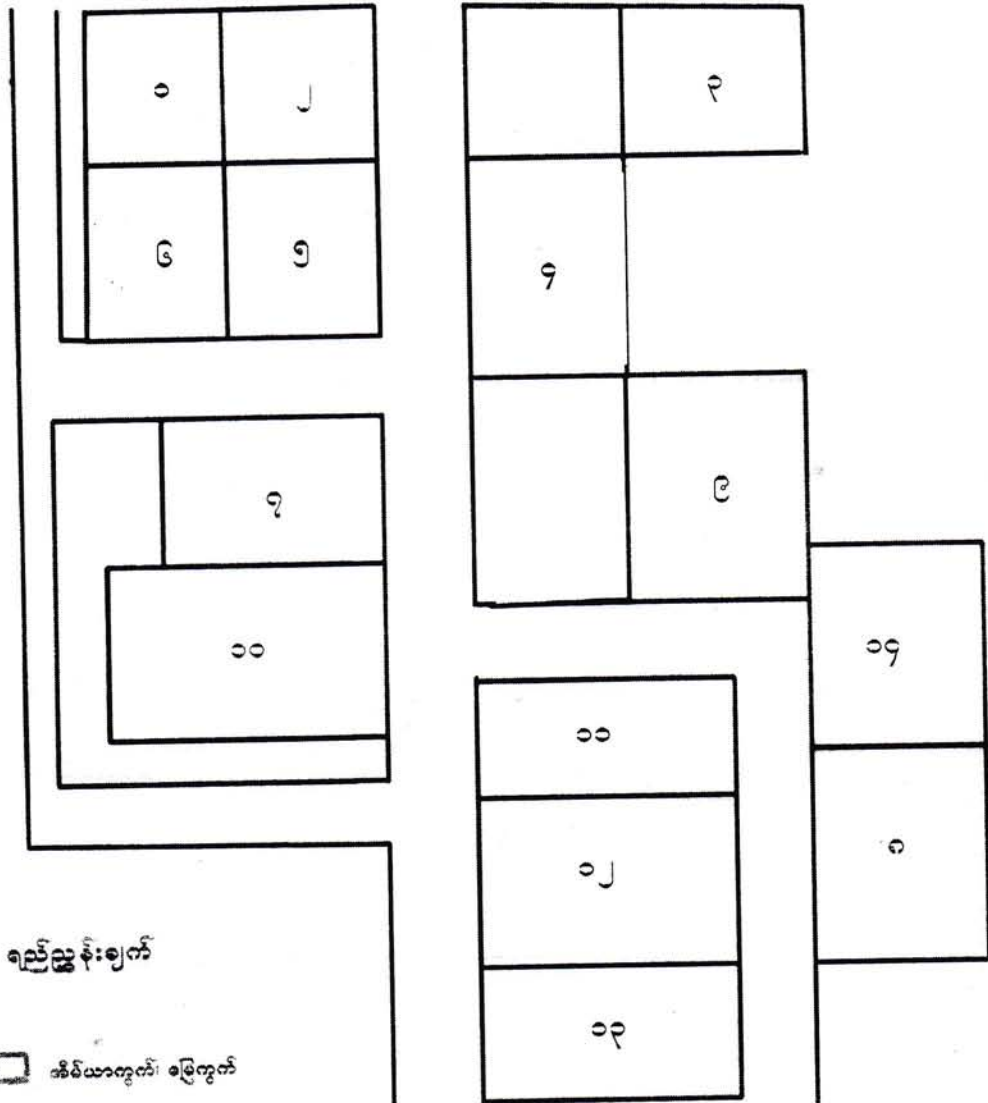 ၁ ၂ ၃
၆ ၅ ၄
၇ ၉
၁၀ ၁၄
၁၁
၁၂ ၈
၁၃
ရည်ညွှန်းချက်
အိမ်ယာကွက်၊ မြေကွက်